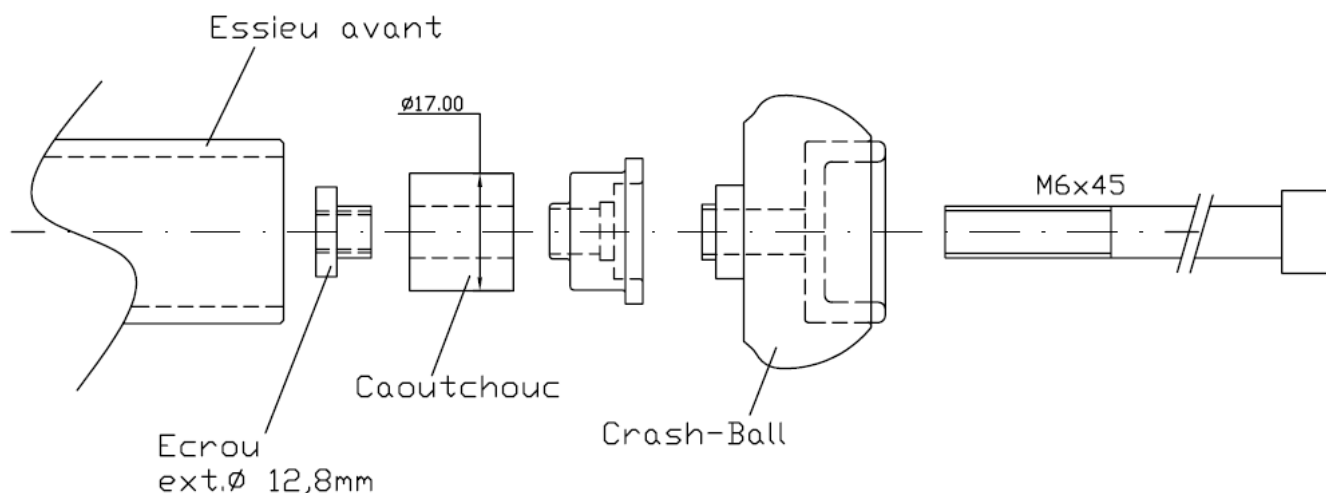 Essieu avant
ø17.00
M6x45
Caoutchouc
Crash-Ball
Ecrou
ext.ø 12,8mm